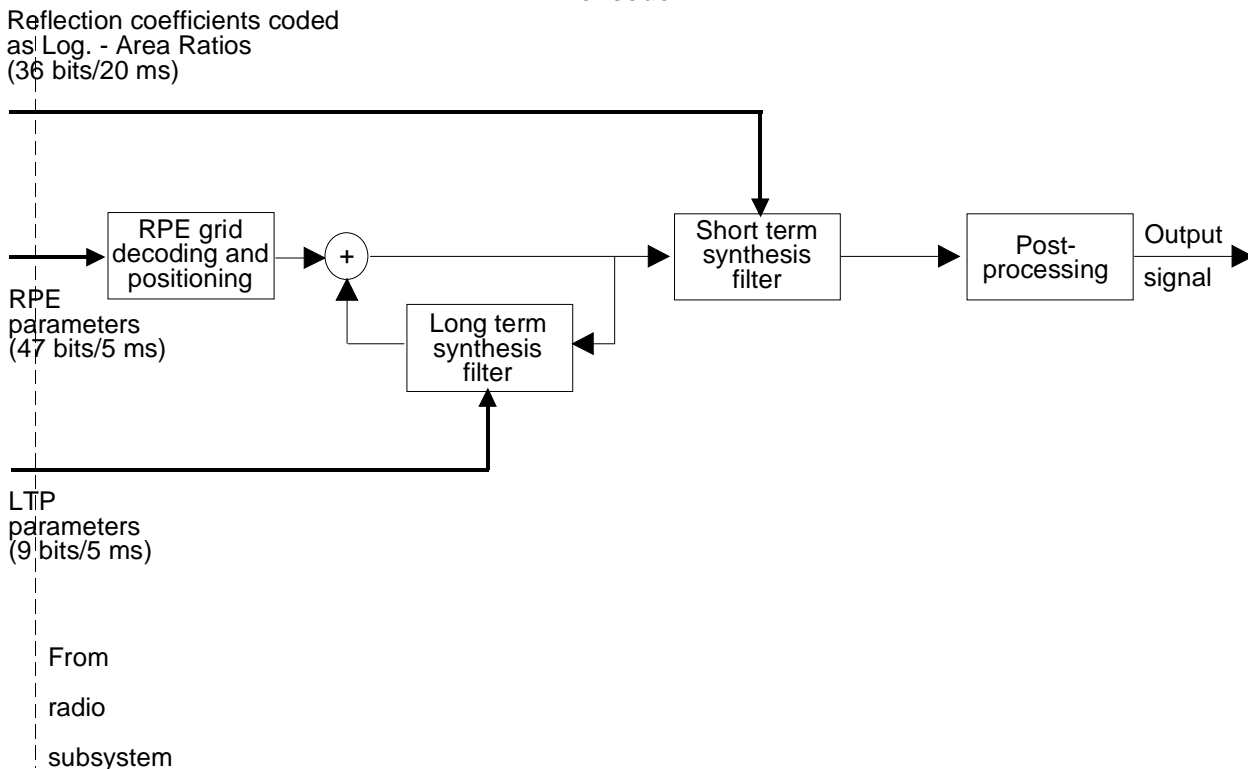 Reflection coefficients coded
as Log. - Area Ratios
(36 bits/20 ms)
RPE grid
decoding and
positioning
+
Short term
synthesis
filter
Post-
processing
Output
signal
RPE
parameters
(47 bits/5 ms)
Long term
synthesis
filter
LTP
parameters
(9 bits/5 ms)
From
radio
subsystem